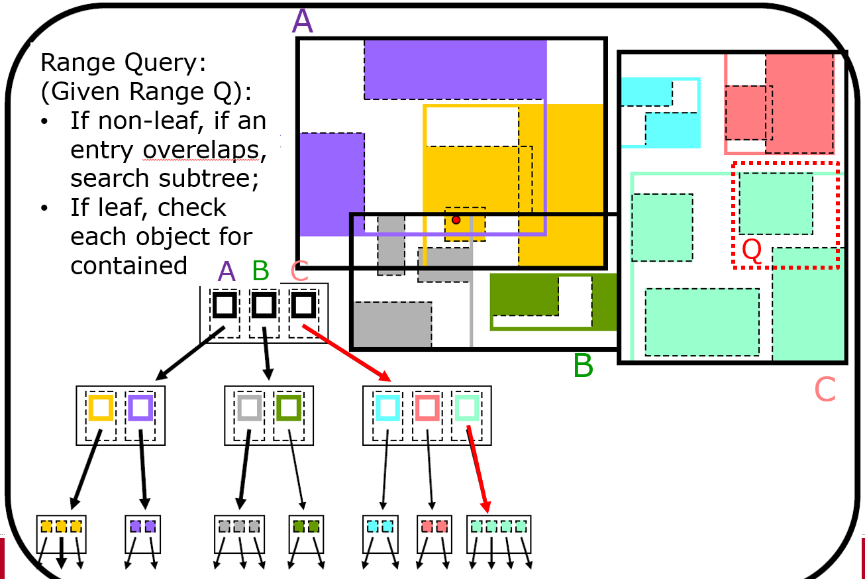 A
Range Query:
(Given Range Q):
• If non-leaf, if an
entry overelaps,
search subtree;
• If leaf, check
each object for
contained
Q
A B C
B
C